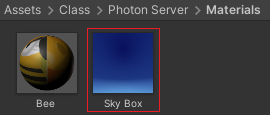 Assets > Class > Photon Server > Materials
Bee Sky Box